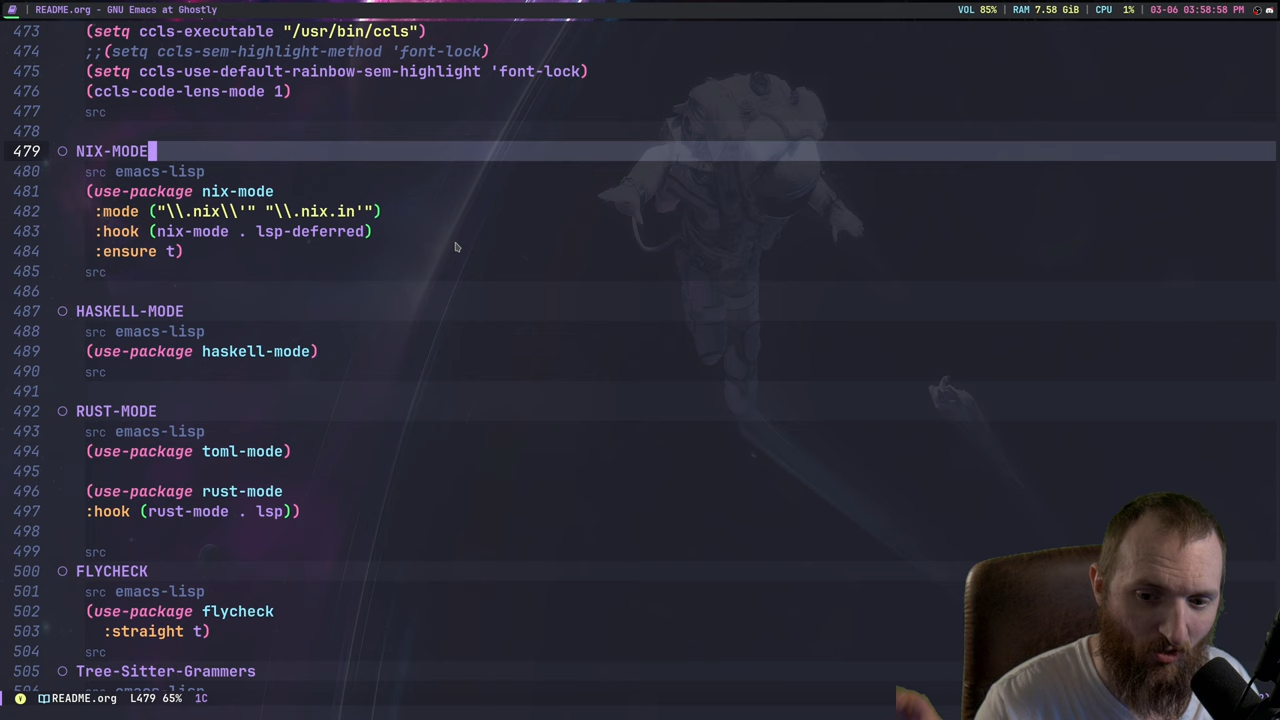 README.org - GNU Emacs at Ghostly VOL 85% RAM 7.58 GiB CPU 1% 03-06 03:58:58 PM
473 (setq ccls-executable "/usr/bin/ccls")
474 ;;(setq ccls-sem-highlight-method 'font-lock)
475 (setq ccls-use-default-rainbow-sem-highlight 'font-lock)
476 (ccls-code-lens-mode 1)
477 src
478
479 NIX-MODE
480 src emacs-lisp
481 (use-package nix-mode
482 :mode ("\\.nix\\'" "\\.nix.in'")
483 :hook (nix-mode . lsp-deferred)
484 :ensure t)
485 src
486
487 HASKELL-MODE
488 src emacs-lisp
489 (use-package haskell-mode)
490 src
491
492 RUST-MODE
493 src emacs-lisp
494 (use-package toml-mode)
495
496 (use-package rust-mode
497 :hook (rust-mode . lsp))
498
499 src
500 FLYCHECK
501 src emacs-lisp
502 (use-package flycheck
503 :straight t)
504 src
505 Tree-Sitter-Grammers
README.org L479 65% 1C